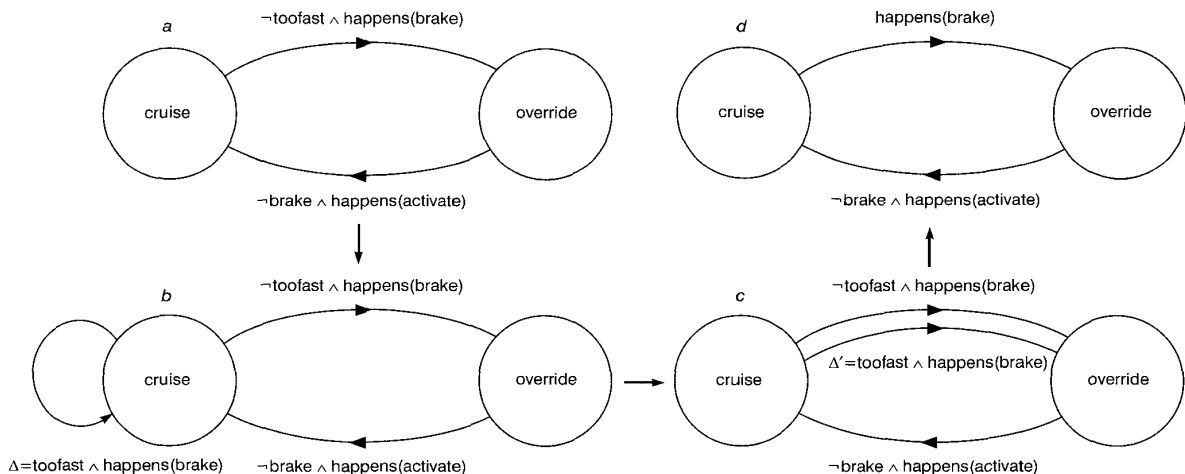 a
¬toofast ∧ happens(brake)
cruise
override
¬brake ∧ happens(activate)
d
happens(brake)
cruise
override
¬brake ∧ happens(activate)
b
¬toofast ∧ happens(brake)
cruise
override
Δ=toofast ∧ happens(brake)
¬brake ∧ happens(activate)
c
¬toofast ∧ happens(brake)
Δ′=toofast ∧ happens(brake)
cruise
override
¬brake ∧ happens(activate)